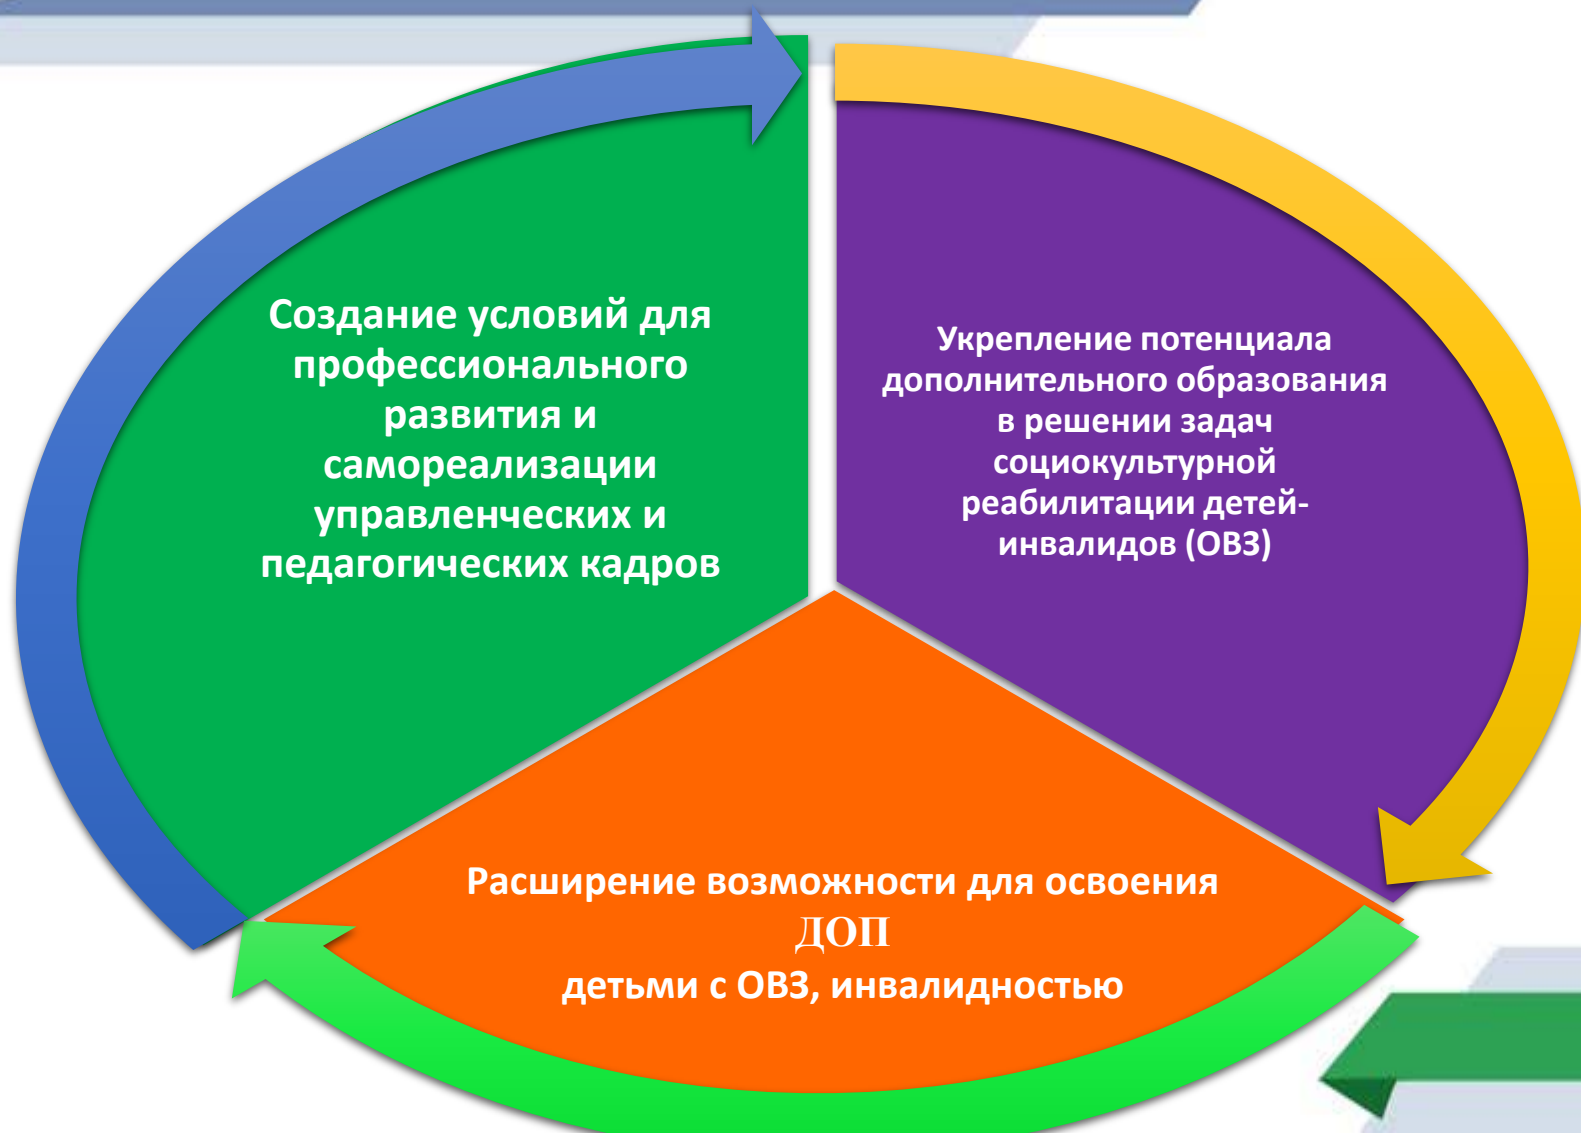 Создание условий для
профессионального
развития и
самореализации
управленческих и
педагогических кадров
Укрепление потенциала
дополнительного образования
в решении задач
социокультурной
реабилитации детей-
инвалидов (ОВЗ)
Расширение возможности для освоения
ДОП
детьми с ОВЗ, инвалидностью